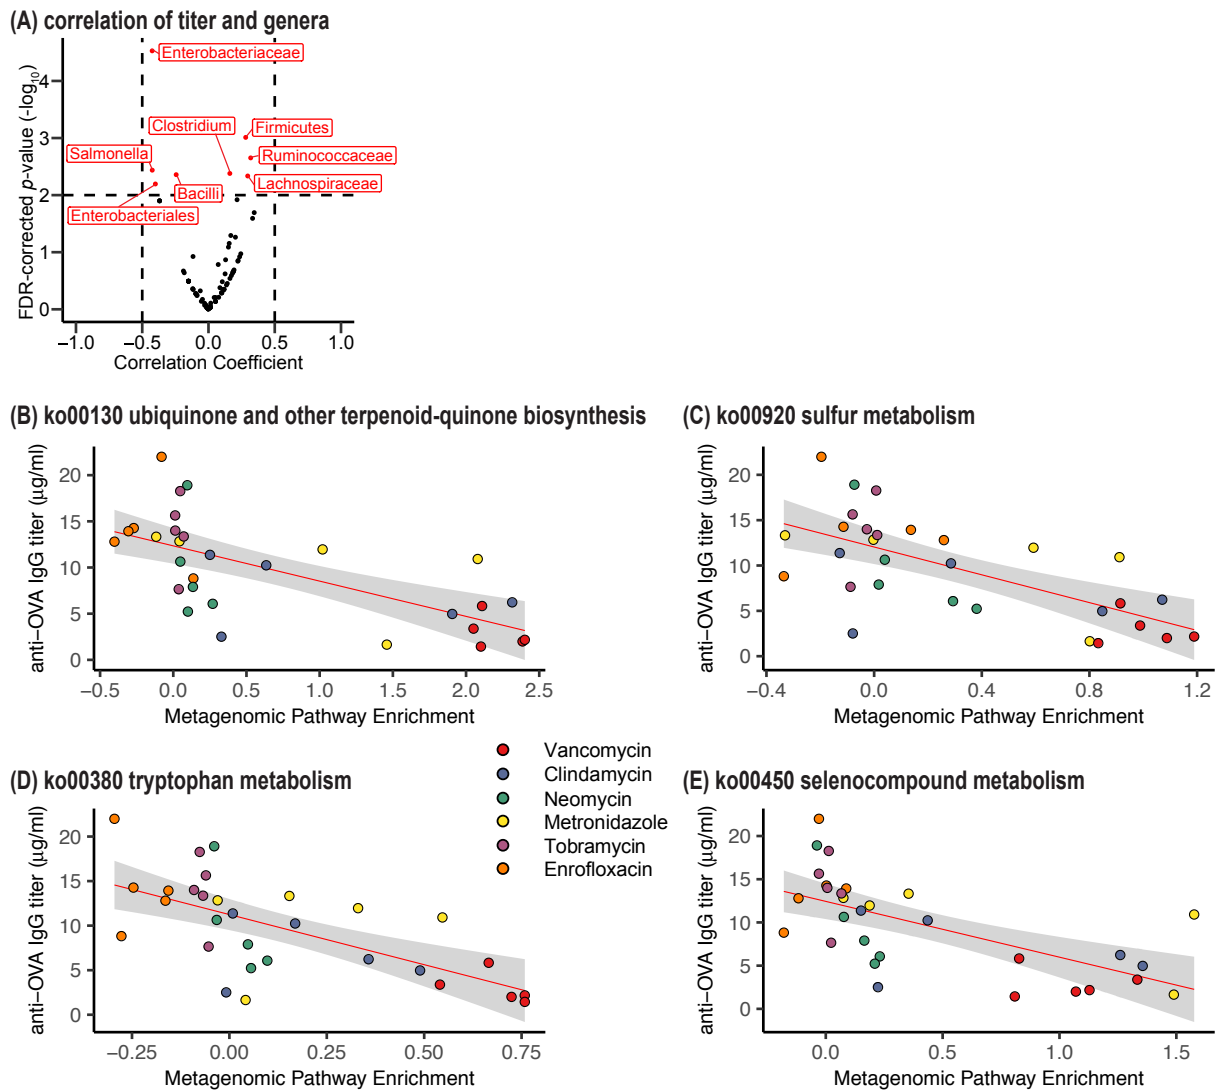 (A) correlation of titer and genera
FDR-corrected p-value (-log10)
4
3
2
1
0
Enterobacteriaceae
Clostridium
Firmicutes
Salmonella
Ruminococcaceae
Bacilli
Lachnospiraceae
Enterobacteriales
−1.0 −0.5 0.0 0.5 1.0
Correlation Coefficient
(B) ko00130 ubiquinone and other terpenoid-quinone biosynthesis
anti−OVA IgG titer (μg/ml)
20
15
10
5
0
−0.5 0.0 0.5 1.0 1.5 2.0 2.5
Metagenomic Pathway Enrichment
(C) ko00920 sulfur metabolism
anti−OVA IgG titer (μg/ml)
20
15
10
5
0
−0.4 0.0 0.4 0.8 1.2
Metagenomic Pathway Enrichment
Vancomycin
Clindamycin
Neomycin
Metronidazole
Tobramycin
Enrofloxacin
(D) ko00380 tryptophan metabolism
anti−OVA IgG titer (μg/ml)
20
15
10
5
0
−0.25 0.00 0.25 0.50 0.75
Metagenomic Pathway Enrichment
(E) ko00450 selenocompound metabolism
anti−OVA IgG titer (μg/ml)
20
15
10
5
0
0.0 0.5 1.0 1.5
Metagenomic Pathway Enrichment